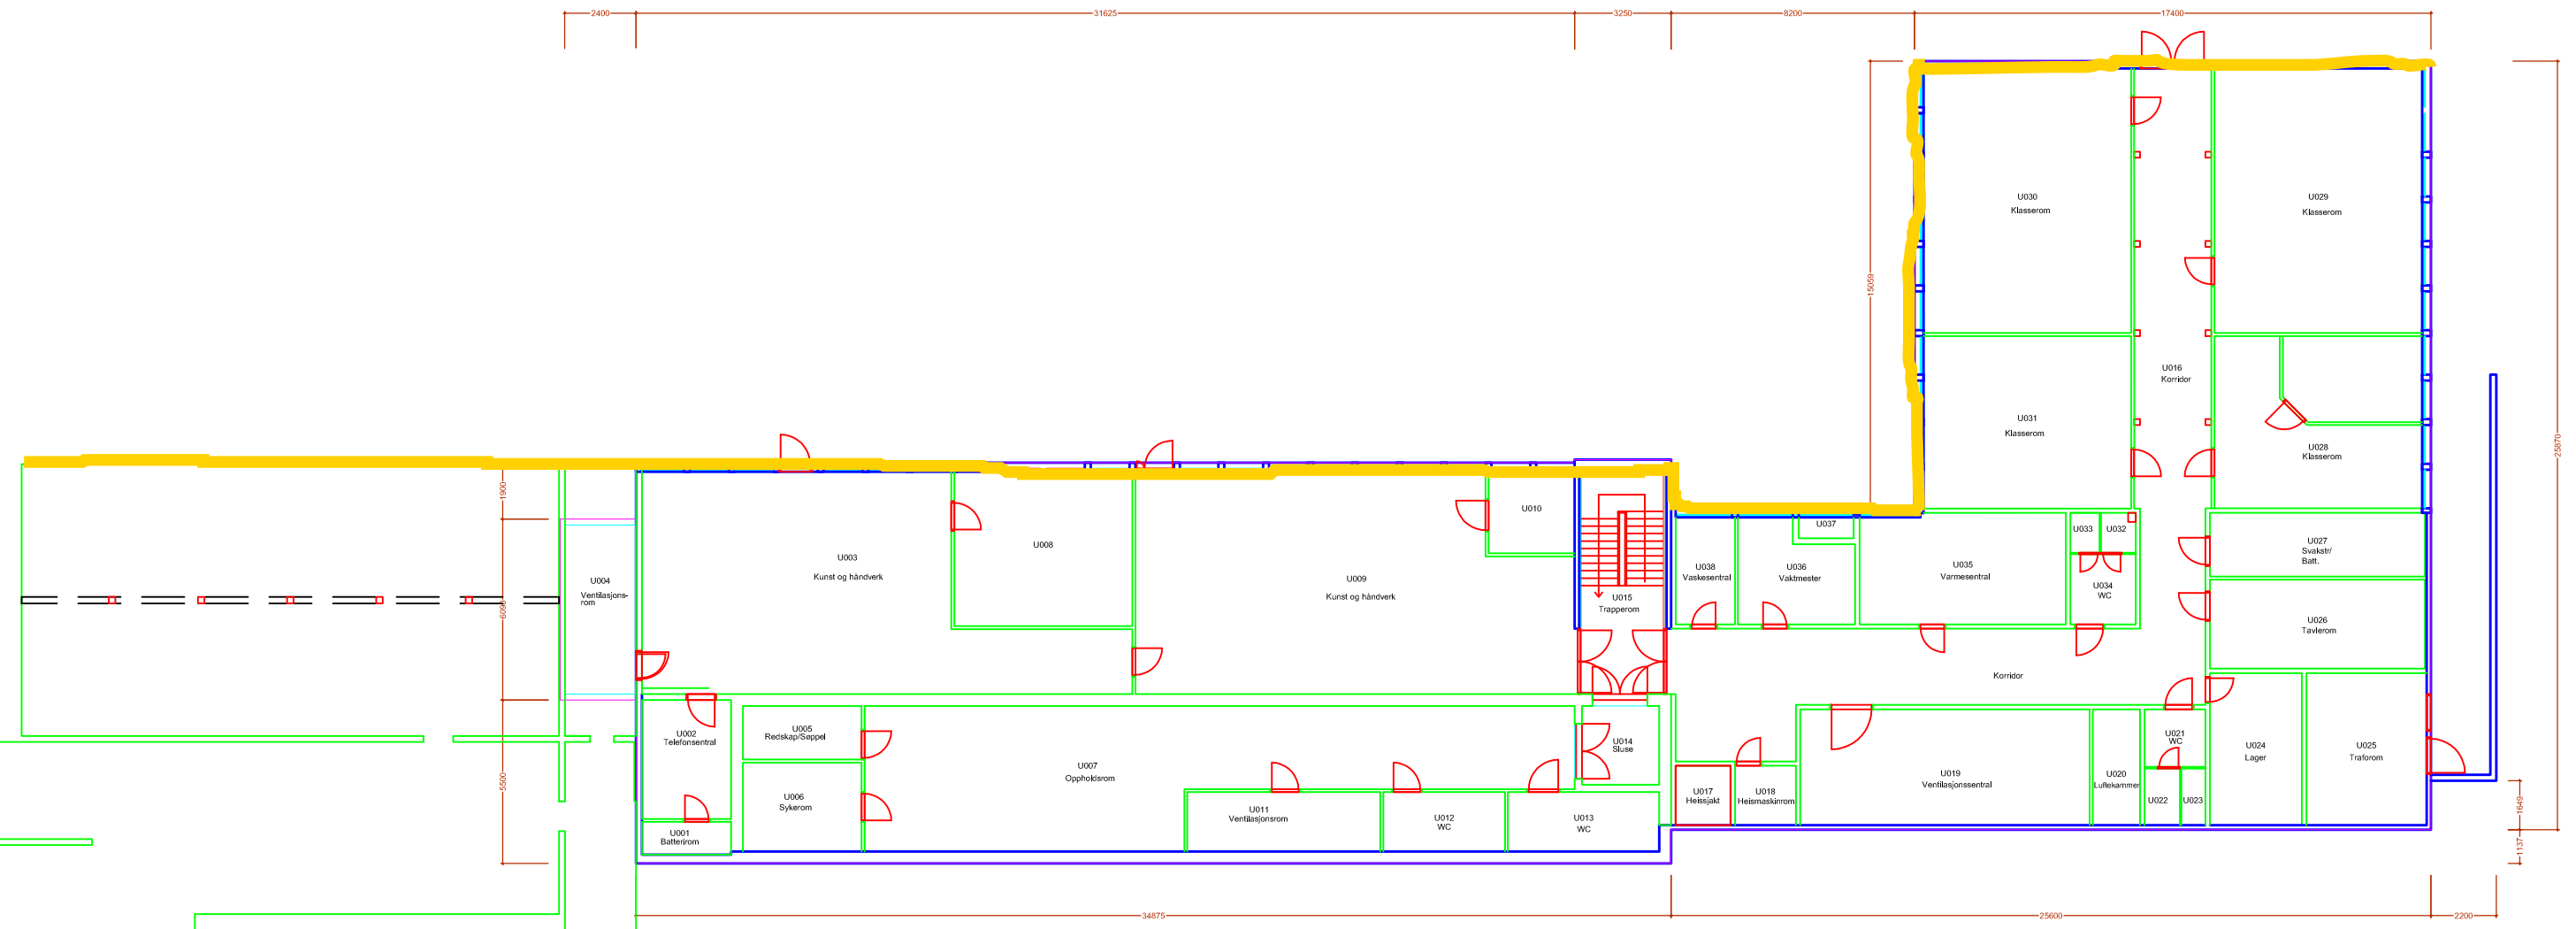 2400
31625
3250
8200
17400
15059
25870
U030
Klasserom
U029
Klasserom
U016
Korridor
U031
Klasserom
U028
Klasserom
1900
U010
U037
U033
U032
U003
Kunst og håndverk
U008
U009
Kunst og håndverk
U004
Ventilasjons-
rom
U015
Trapperom
U038
Vaskesentral
U036
Vaktmester
U035
Varmesentral
U034
WC
U027
Svakstr/
Batt.
U026
Tavlerom
Korridor
U002
Telefonsentral
U005
Redskap/Søppel
U006
Sykerom
U007
Oppholdsrom
U014
Sluse
U011
Ventilasjonsrom
U012
WC
U013
WC
U001
Batterirom
5500
U017
Heissjakt
U018
Heismaskinrom
U019
Ventilasjonssentral
U020
Luftekammer
U021
WC
U022
U023
U024
Lager
U025
Traforom
1649
1137
34875
25600
2200